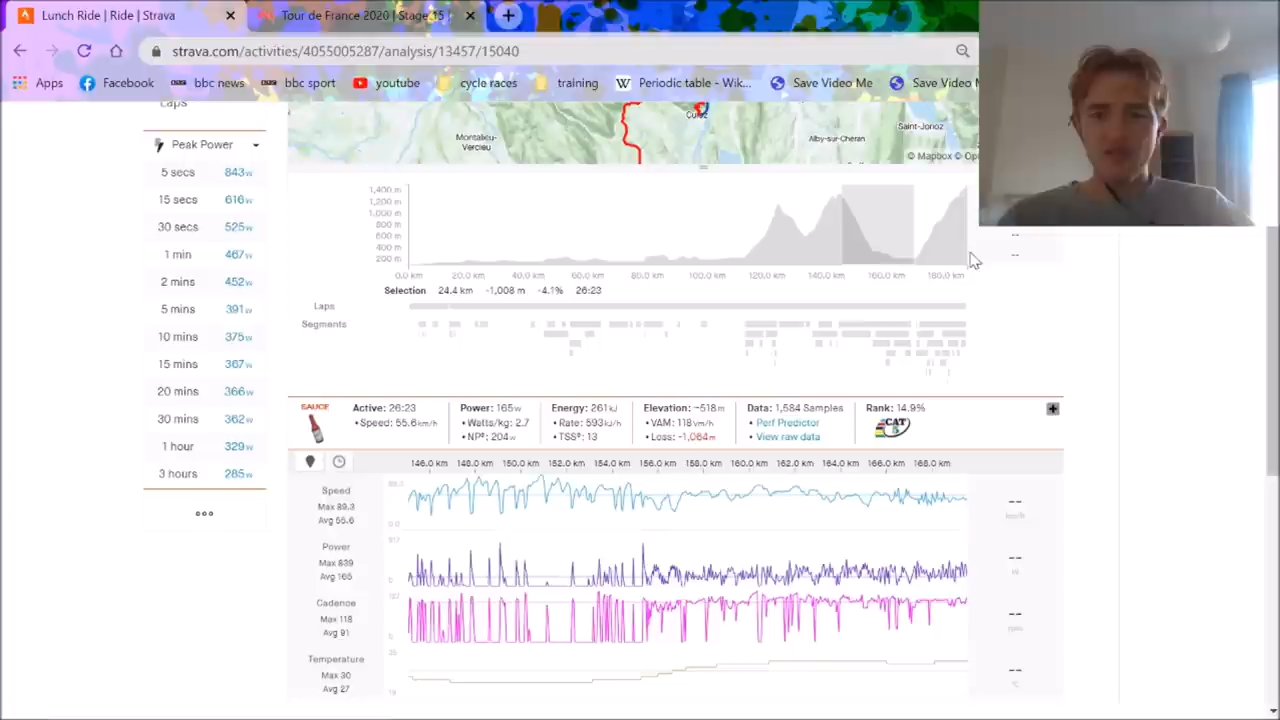 Lunch Ride | Ride | Strava
Tour de France 2020 | Stage 15 |
strava.com/activities/4055005287/analysis/13457/15040
Apps Facebook bbc news bbc sport youtube cycle races training Periodic table - Wik... Save Video Me Save Video M
Laps
Peak Power
5 secs 843w
15 secs 616w
30 secs 525w
1 min 467w
2 mins 452w
5 mins 391w
10 mins 375w
15 mins 367w
20 mins 366w
30 mins 362w
1 hour 329w
3 hours 285w
Montalieu-
Vercieu
Culoz
Alby-sur-Chéran
Saint-Jorioz
© Mapbox © Op
1,400 m
1,200 m
1,000 m
800 m
600 m
400 m
200 m
0.0 km 20.0 km 40.0 km 60.0 km 80.0 km 100.0 km 120.0 km 140.0 km 160.0 km 180.0 km
--
--
Selection 24.4 km -1,008 m -4.1% 26:23
Laps
Segments
SAUCE
Active: 26:23
• Speed: 55.6km/h
Power: 165w
• Watts/kg: 2.7
• NP®: 204w
Energy: 261kJ
• Rate: 593kJ/h
• TSS®: 13
Elevation: ~518m
• VAM: 118Vm/h
• Loss: -1,064m
Data: 1,584 Samples
• Perf Predictor
• View raw data
Rank: 14.9%
CAT
5
146.0 km 148.0 km 150.0 km 152.0 km 154.0 km 156.0 km 158.0 km 160.0 km 162.0 km 164.0 km 166.0 km 168.0 km
Speed
Max 89.3
Avg 55.6
0.0
--
km/h
Power
Max 839
Avg 165
0
--
W
Cadence
Max 118
Avg 91
127
0
--
rpm
Temperature
Max 30
Avg 27
35
19
--
°C